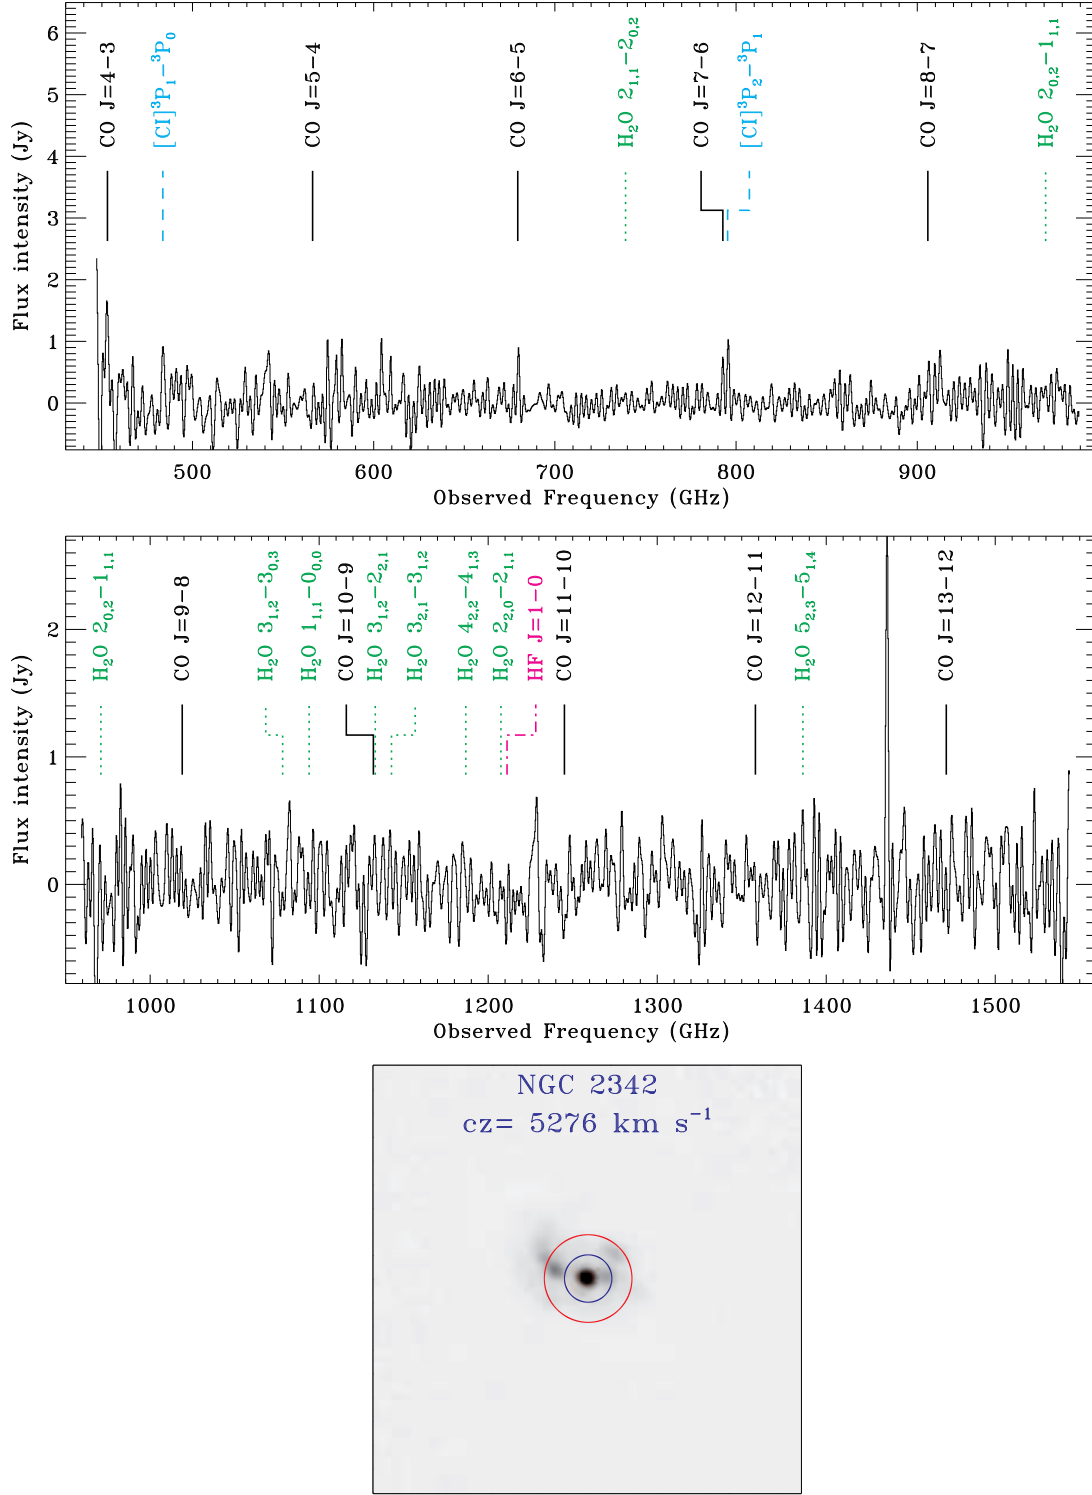 CO J=4−3
[CI]³P₁−³P₀
CO J=5−4
CO J=6−5
H₂O 2₁,₁−2₀,₂
CO J=7−6
[CI]³P₂−³P₁
CO J=8−7
H₂O 2₀,₂−1₁,₁
Flux intensity (Jy)
6
5
4
3
2
1
0
500 600 700 800 900
Observed Frequency (GHz)
H₂O 2₀,₂−1₁,₁
CO J=9−8
H₂O 3₁,₂−3₀,₃
H₂O 1₁,₁−0₀,₀
CO J=10−9
H₂O 3₁,₂−2₂,₁
H₂O 3₂,₁−3₁,₂
H₂O 4₂,₂−4₁,₃
H₂O 2₂,₀−2₁,₁
HF J=1−0
CO J=11−10
CO J=12−11
H₂O 5₂,₃−5₁,₄
CO J=13−12
Flux intensity (Jy)
2
1
0
1000 1100 1200 1300 1400 1500
Observed Frequency (GHz)
NGC 2342
cz= 5276 km s⁻¹